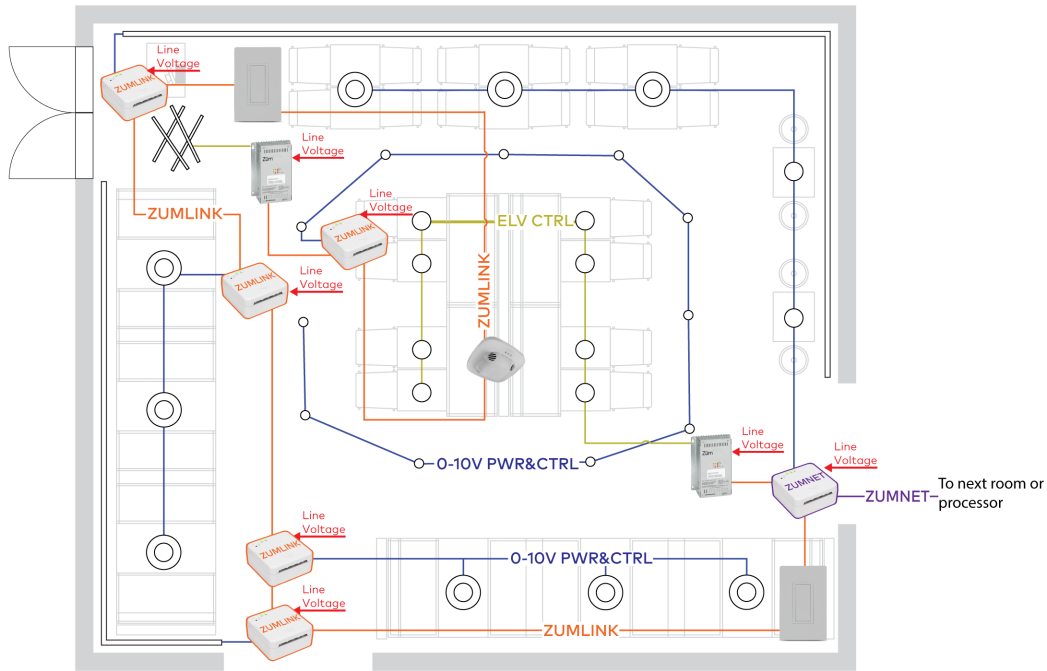 Line
Voltage
ZUMLINK
Line
Voltage
Zūm
Line
Voltage
ZUMLINK
ZUMLINK
ELV CTRL
Line
Voltage
ZUMLINK
ZUMLINK
Line
Voltage
Zūm
Line
Voltage
0-10V PWR&CTRL
ZUMNET
ZUMNET
To next room or
processor
Line
Voltage
ZUMLINK
0-10V PWR&CTRL
Line
Voltage
ZUMLINK
ZUMLINK